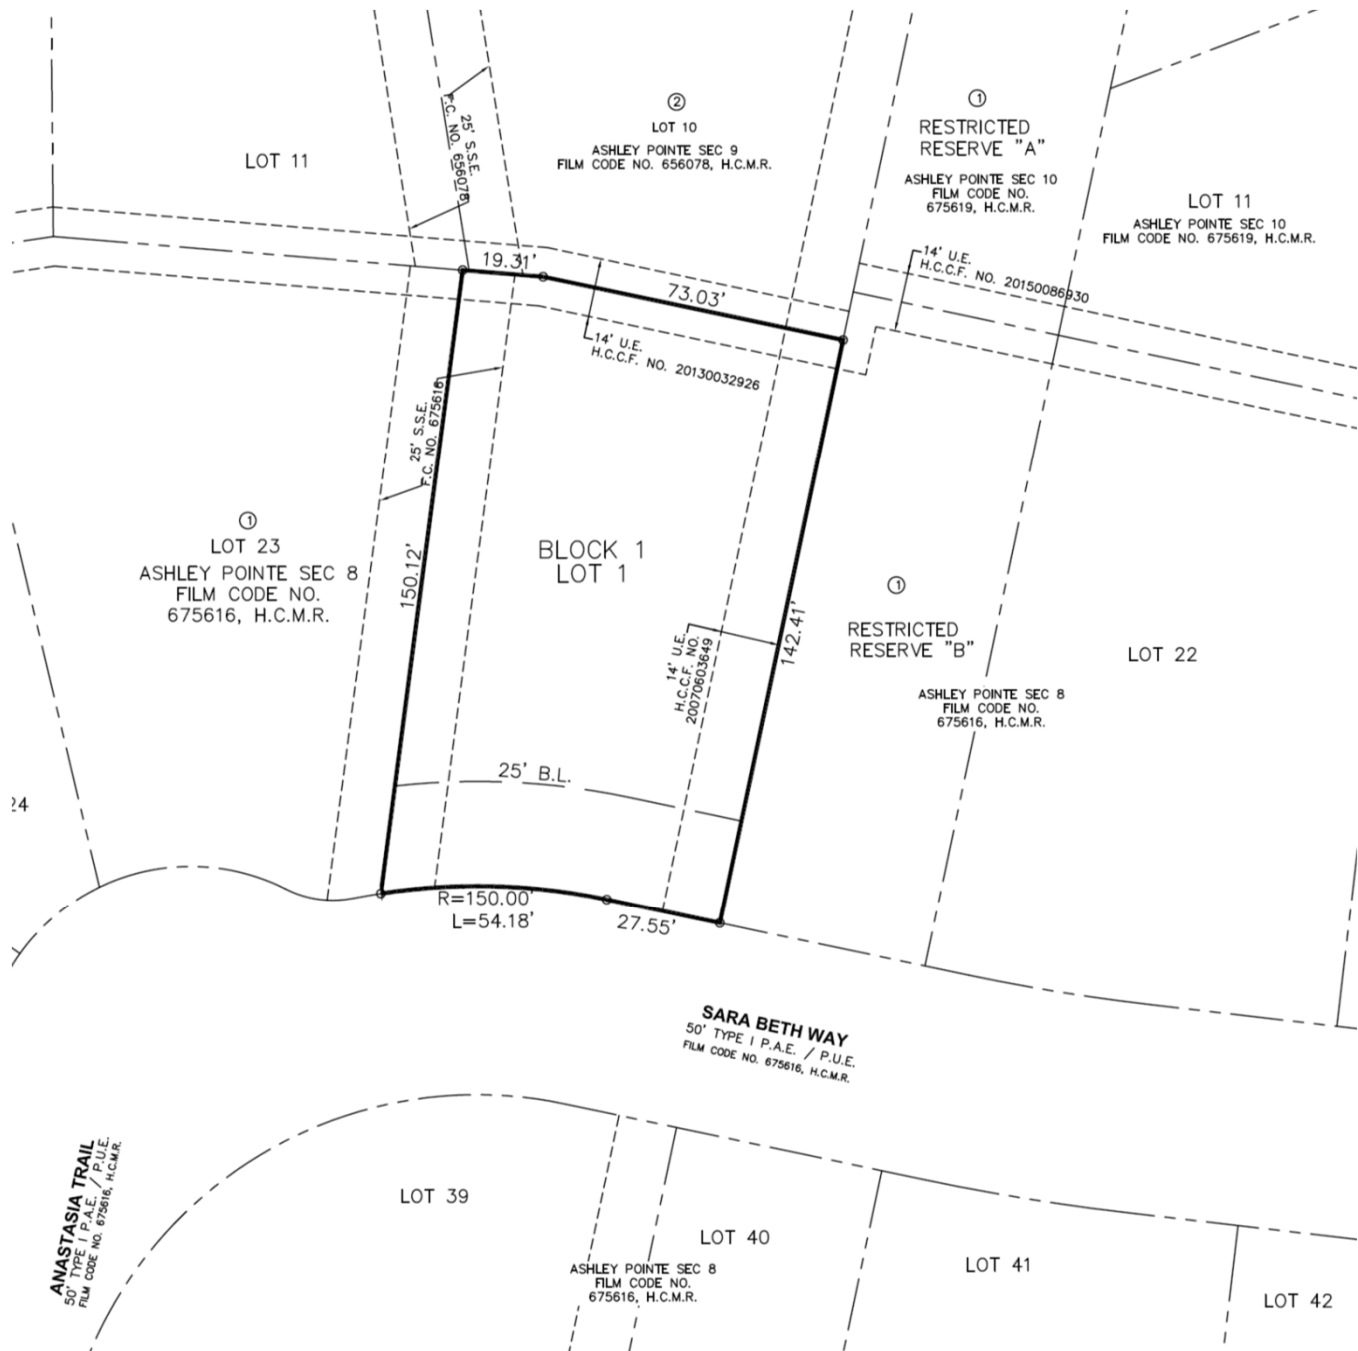 ②
LOT 10
ASHLEY POINTE SEC 9
FILM CODE NO. 656078, H.C.M.R.
①
RESTRICTED
RESERVE "A"
ASHLEY POINTE SEC 10
FILM CODE NO.
675619, H.C.M.R.
LOT 11
25' S.S.E.
F.C. NO. 656078
LOT 11
ASHLEY POINTE SEC 10
FILM CODE NO. 675619, H.C.M.R.
19.31'
73.03'
14' U.E.
H.C.C.F. NO. 20150086930
14' U.E.
H.C.C.F. NO. 20130032926
25' S.S.E.
F.C. NO. 675616
①
LOT 23
ASHLEY POINTE SEC 8
FILM CODE NO.
675616, H.C.M.R.
150.12'
BLOCK 1
LOT 1
14' U.E.
H.C.C.F. NO.
20070603649
142.41'
①
RESTRICTED
RESERVE "B"
ASHLEY POINTE SEC 8
FILM CODE NO.
675616, H.C.M.R.
LOT 22
25' B.L.
24
R=150.00'
L=54.18'
27.55'
SARA BETH WAY
50' TYPE I P.A.E. / P.U.E.
FILM CODE NO. 675616, H.C.M.R.
ANASTASIA TRAIL
50' TYPE I P.A.E. / P.U.E.
FILM CODE NO. 675616, H.C.M.R.
LOT 39
LOT 40
ASHLEY POINTE SEC 8
FILM CODE NO.
675616, H.C.M.R.
LOT 41
LOT 42